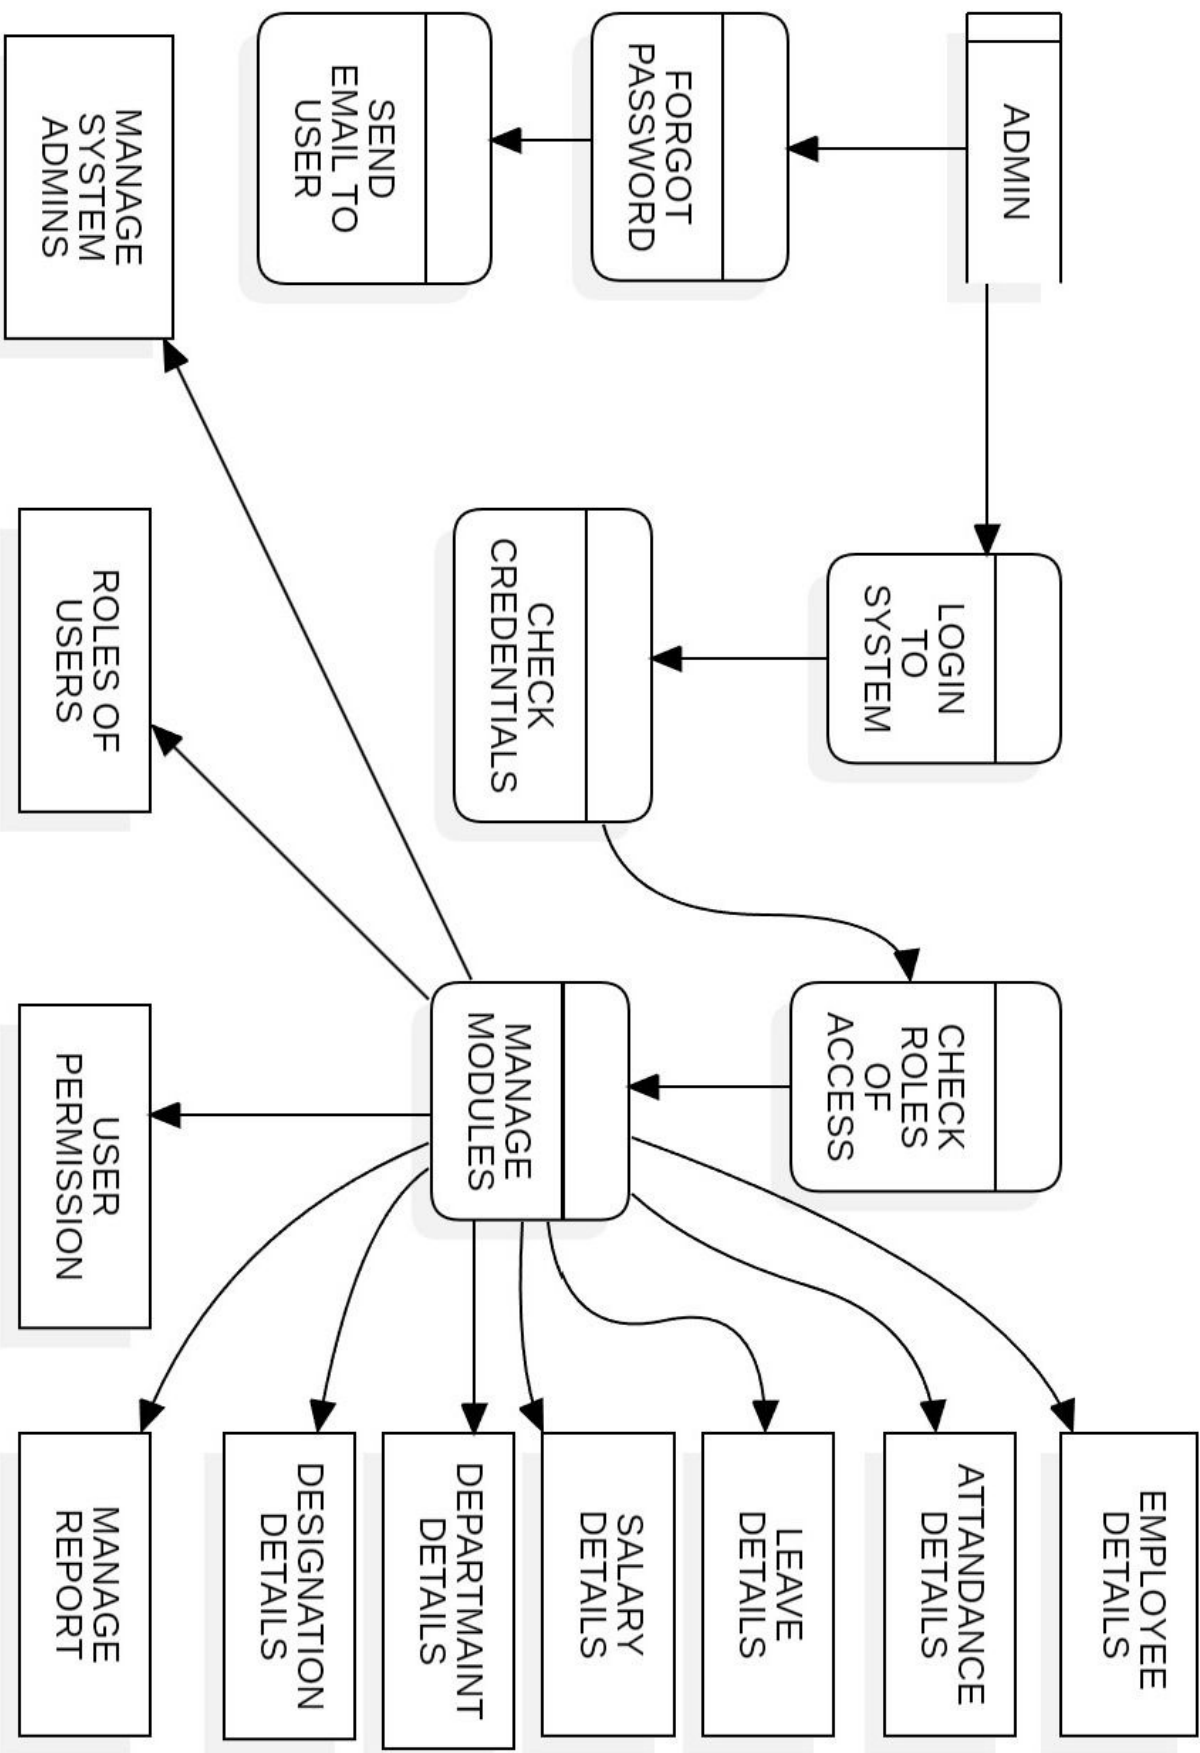 ADMIN
LOGIN
TO
SYSTEM
CHECK
ROLES
OF
ACCESS
EMPLOYEE
DETAILS
ATTANDANCE
DETAILS
FORGOT
PASSWORD
CHECK
CREDENTIALS
MANAGE
MODULES
LEAVE
DETAILS
SALARY
DETAILS
SEND
EMAIL TO
USER
DEPARTMAINT
DETAILS
DESIGNATION
DETAILS
MANAGE
SYSTEM
ADMINS
ROLES OF
USERS
USER
PERMISSION
MANAGE
REPORT